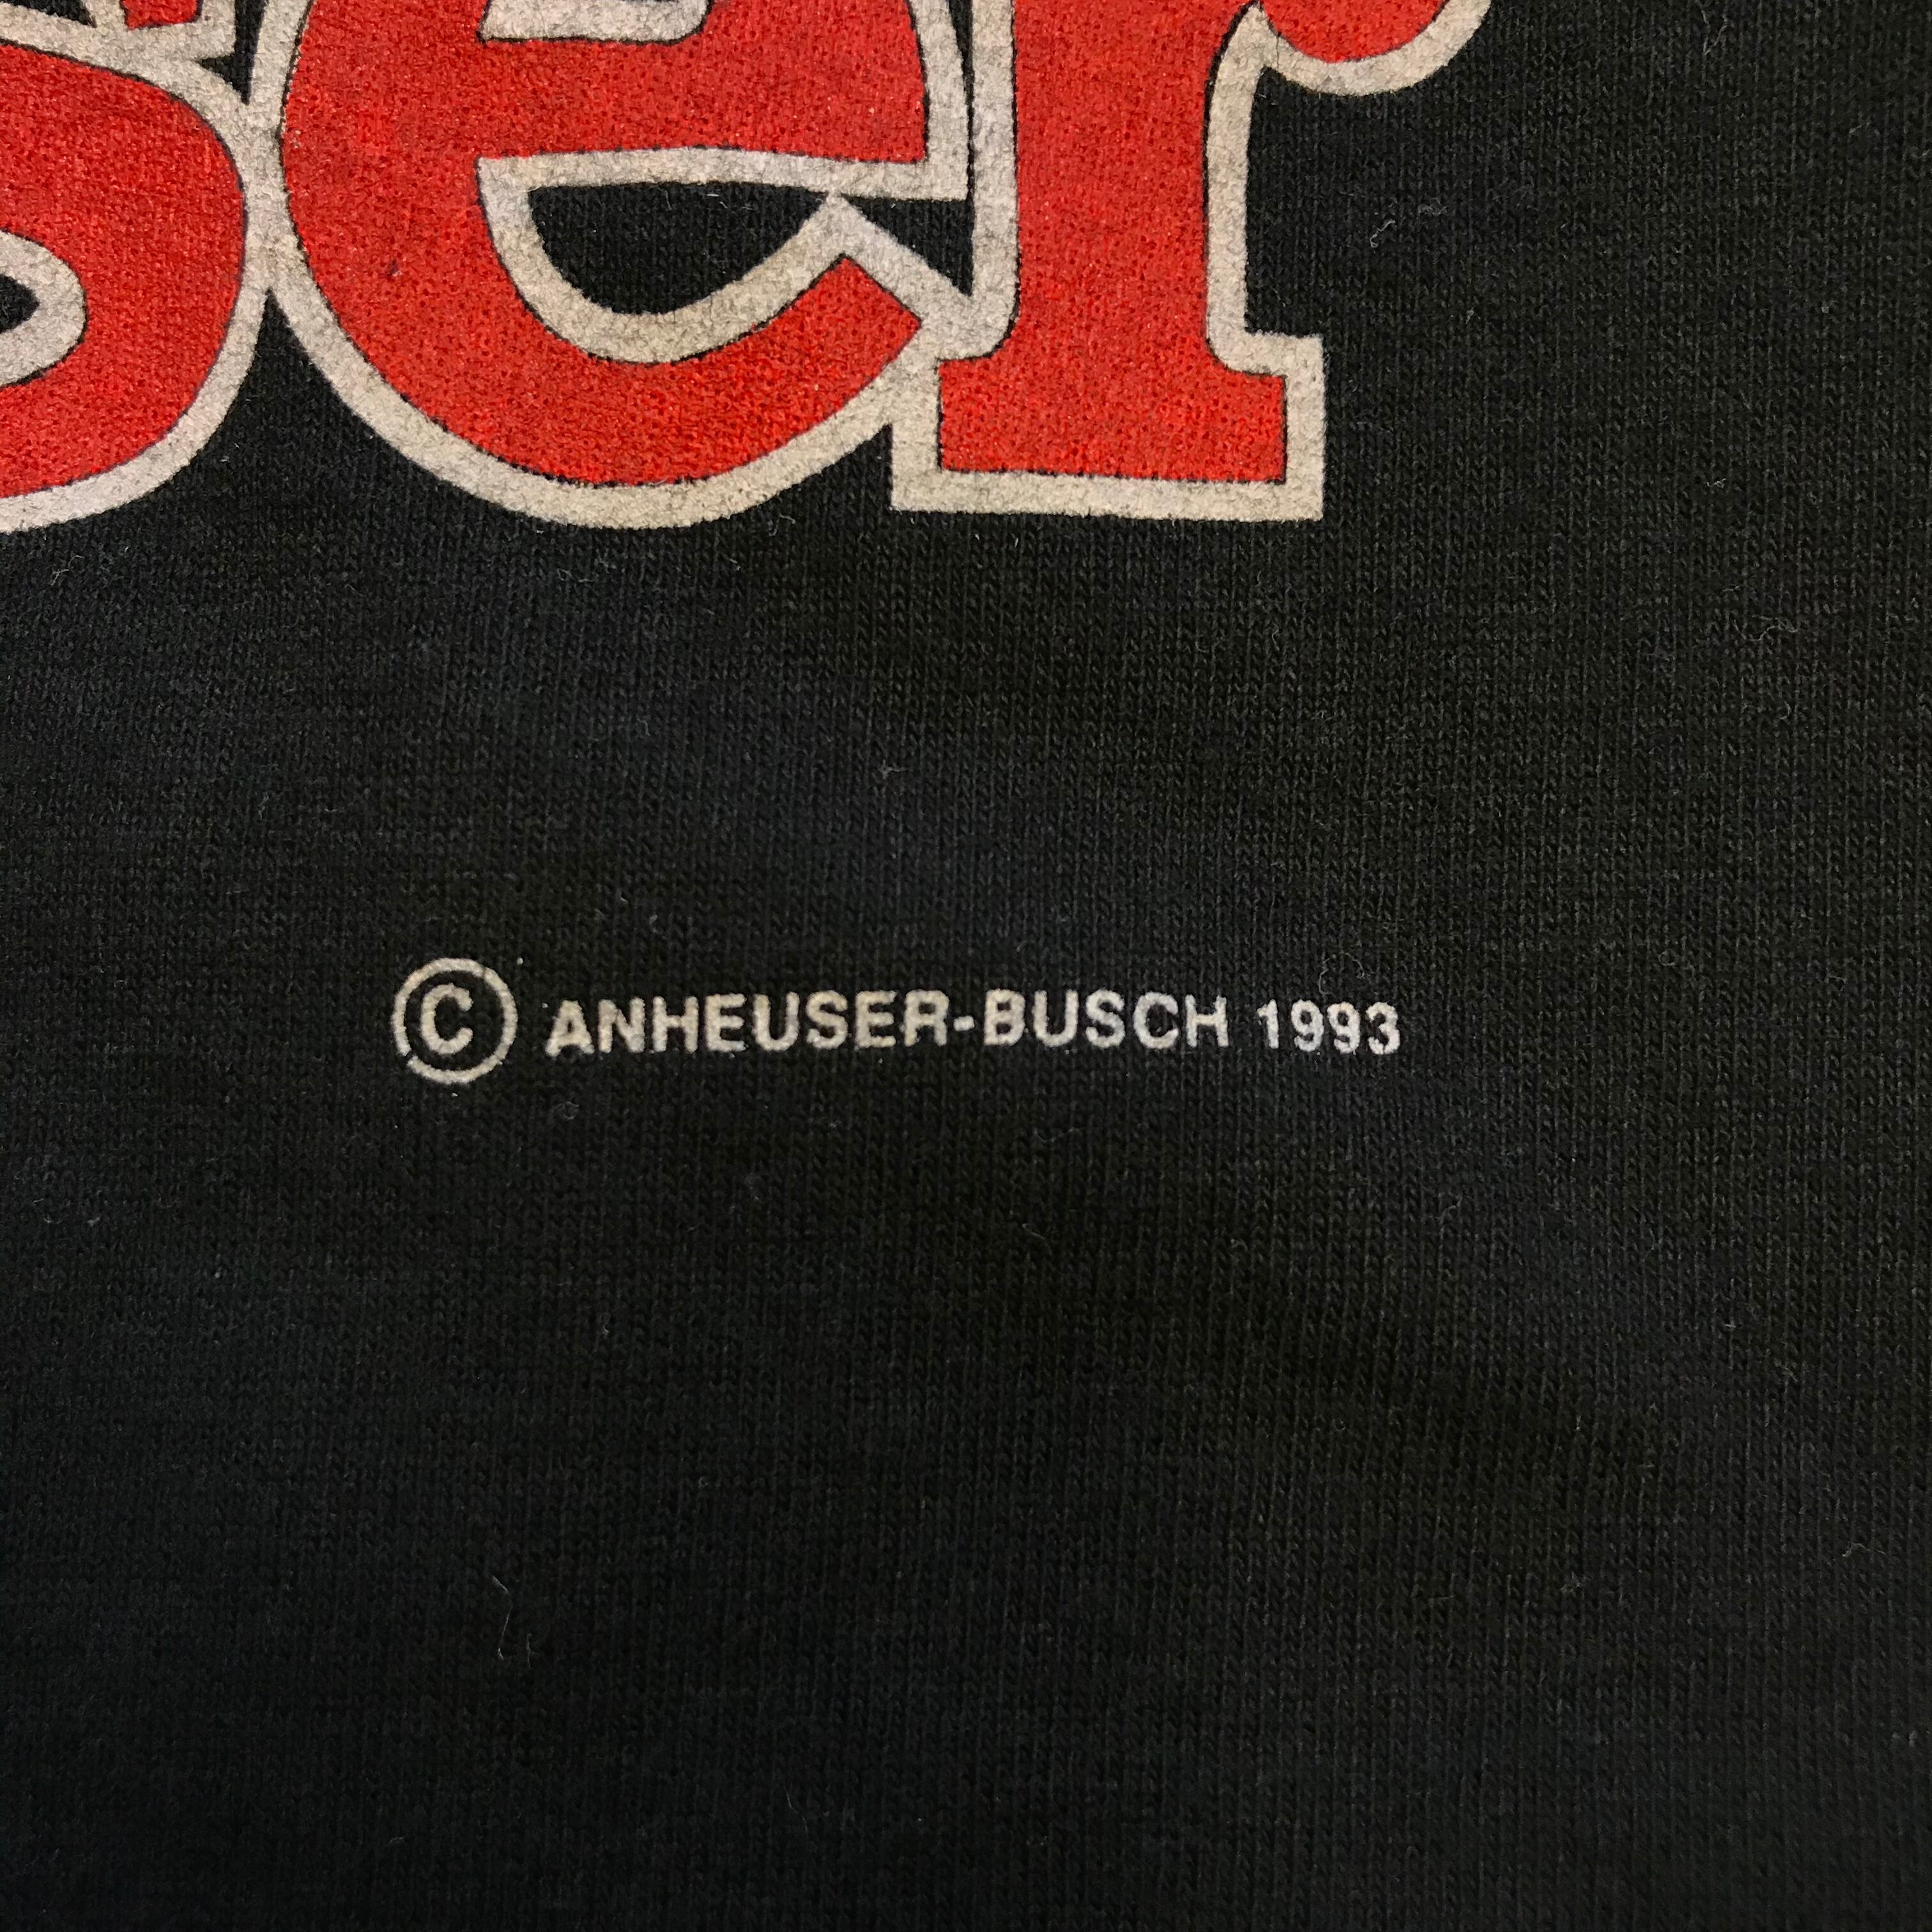 ser
© ANHEUSER-BUSCH 1993